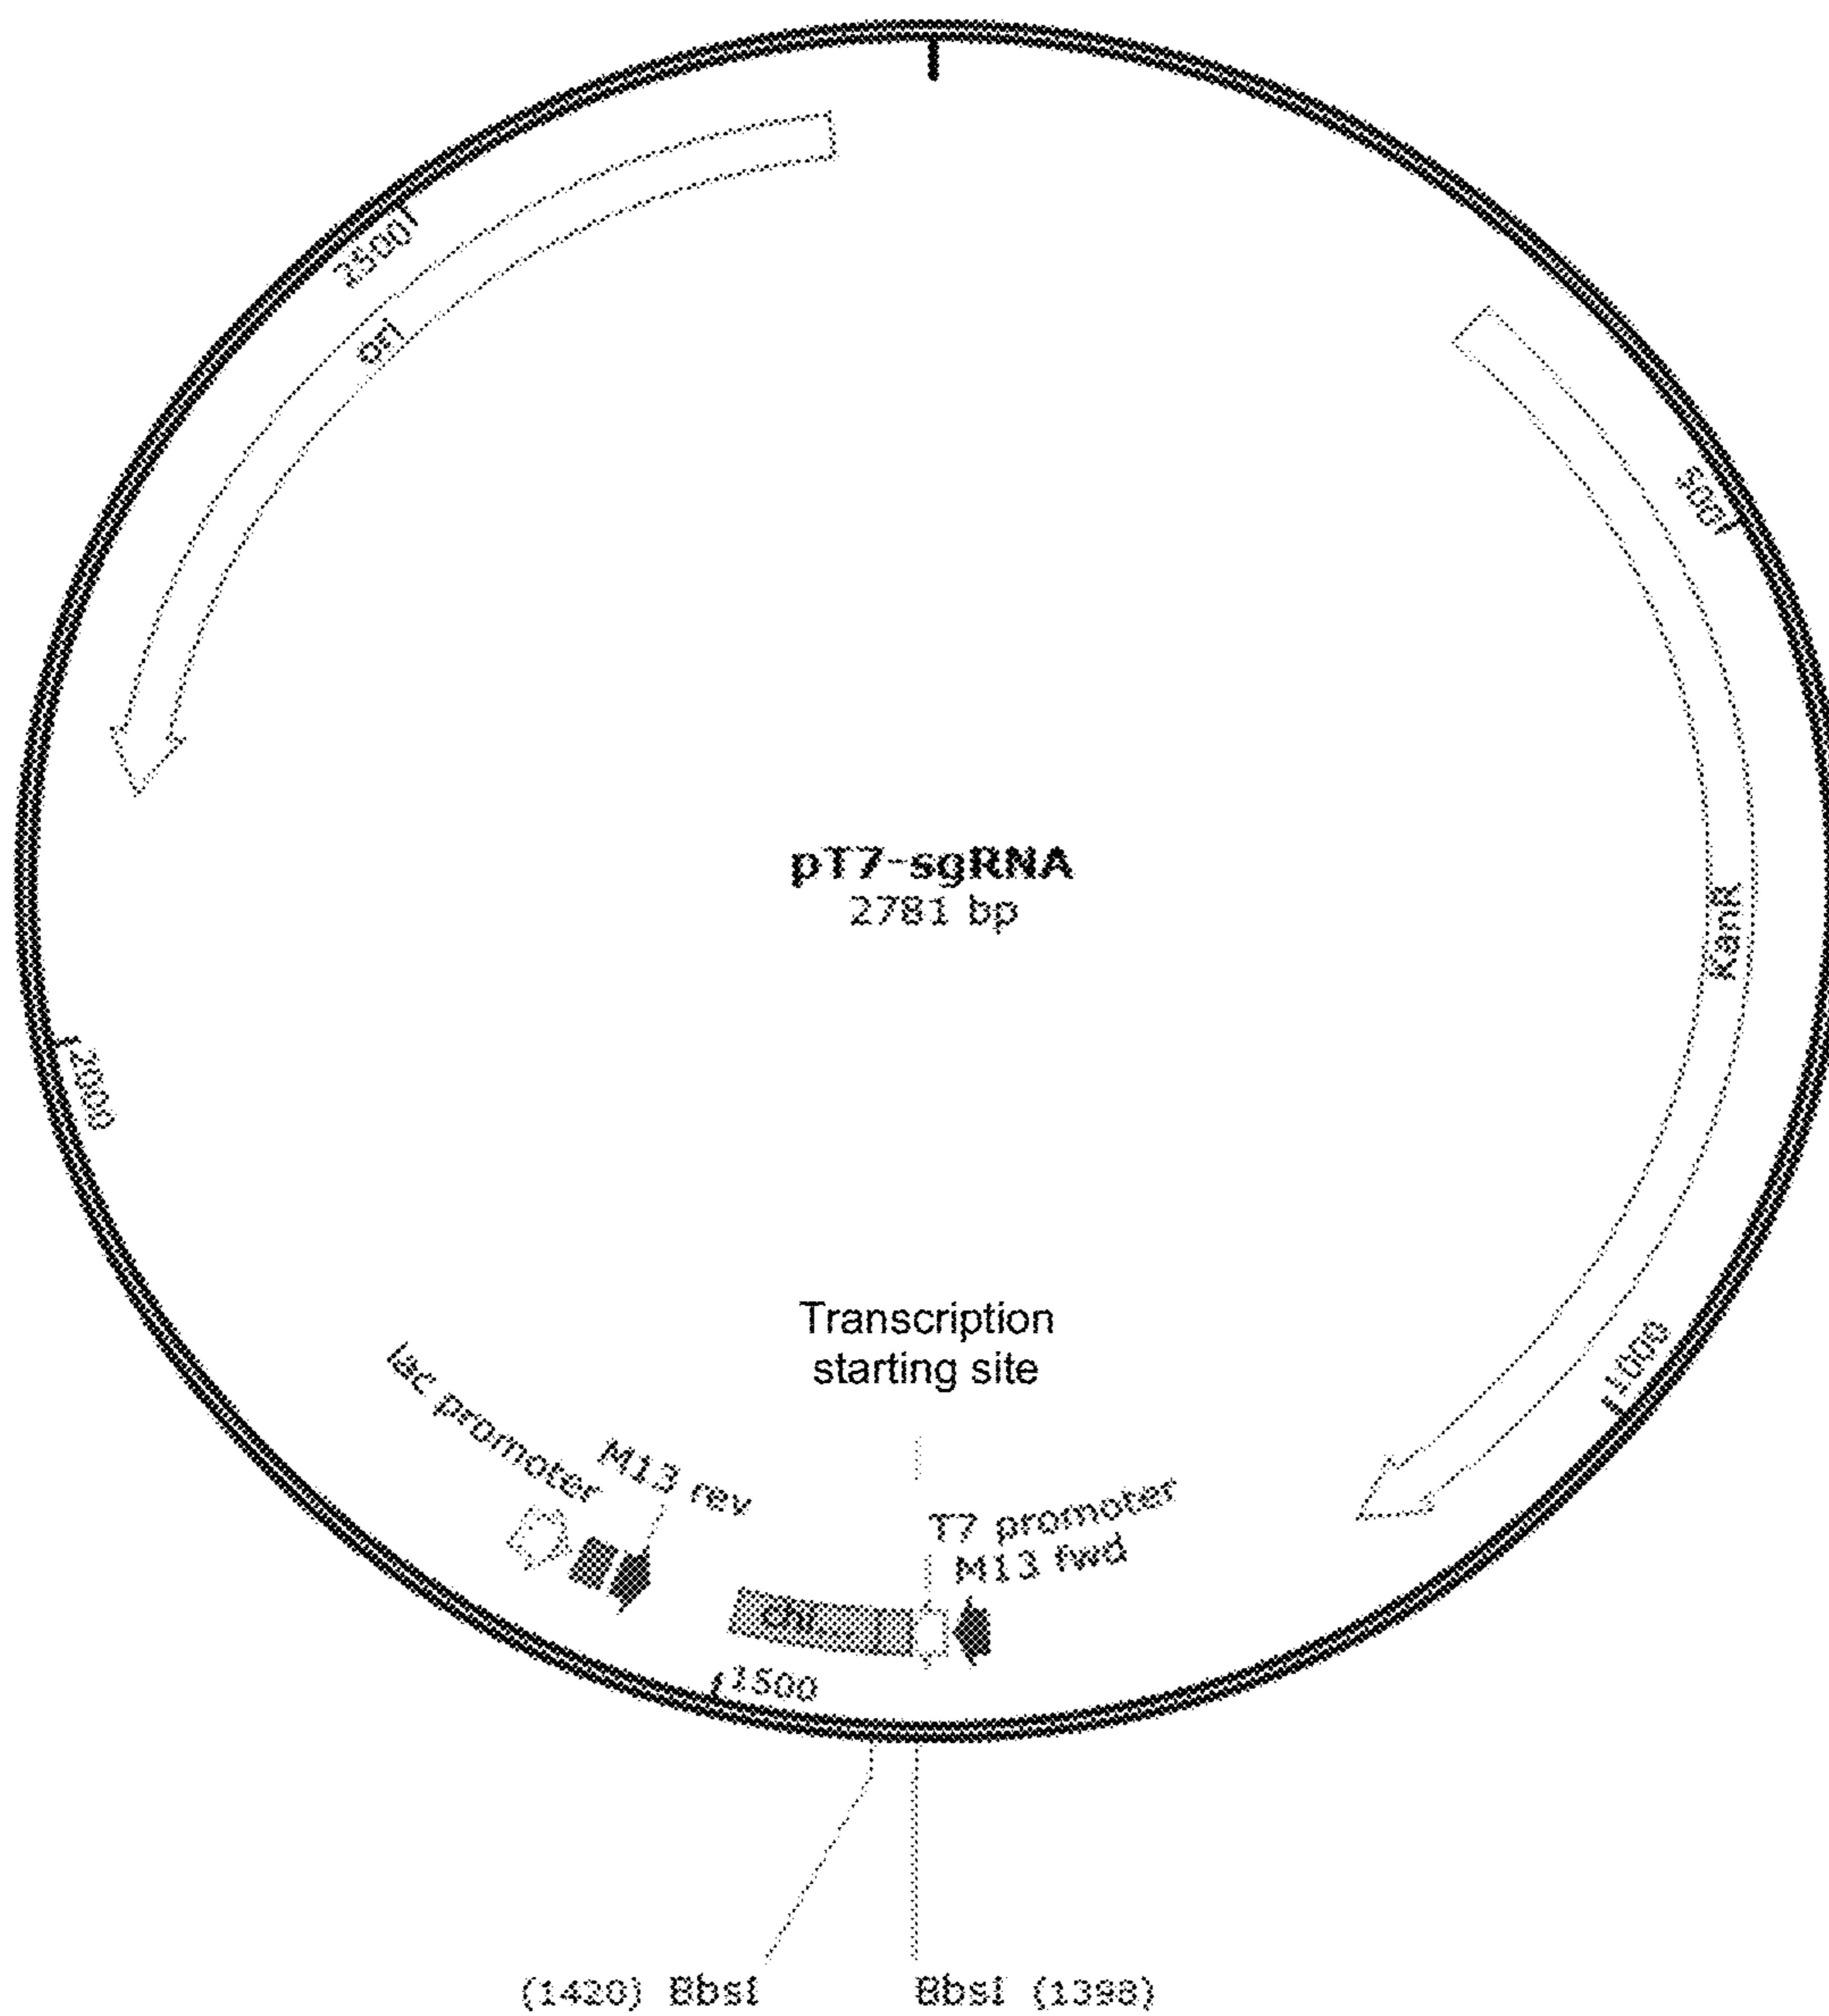 2500
ori
500
pT7-sgRNA
2781 bp
KanR
2000
1000
Transcription
starting site
lac promoter
M13 rev
T7 promoter
M13 fwd
chi
1500
(1420) BbsI
BbsI (1398)